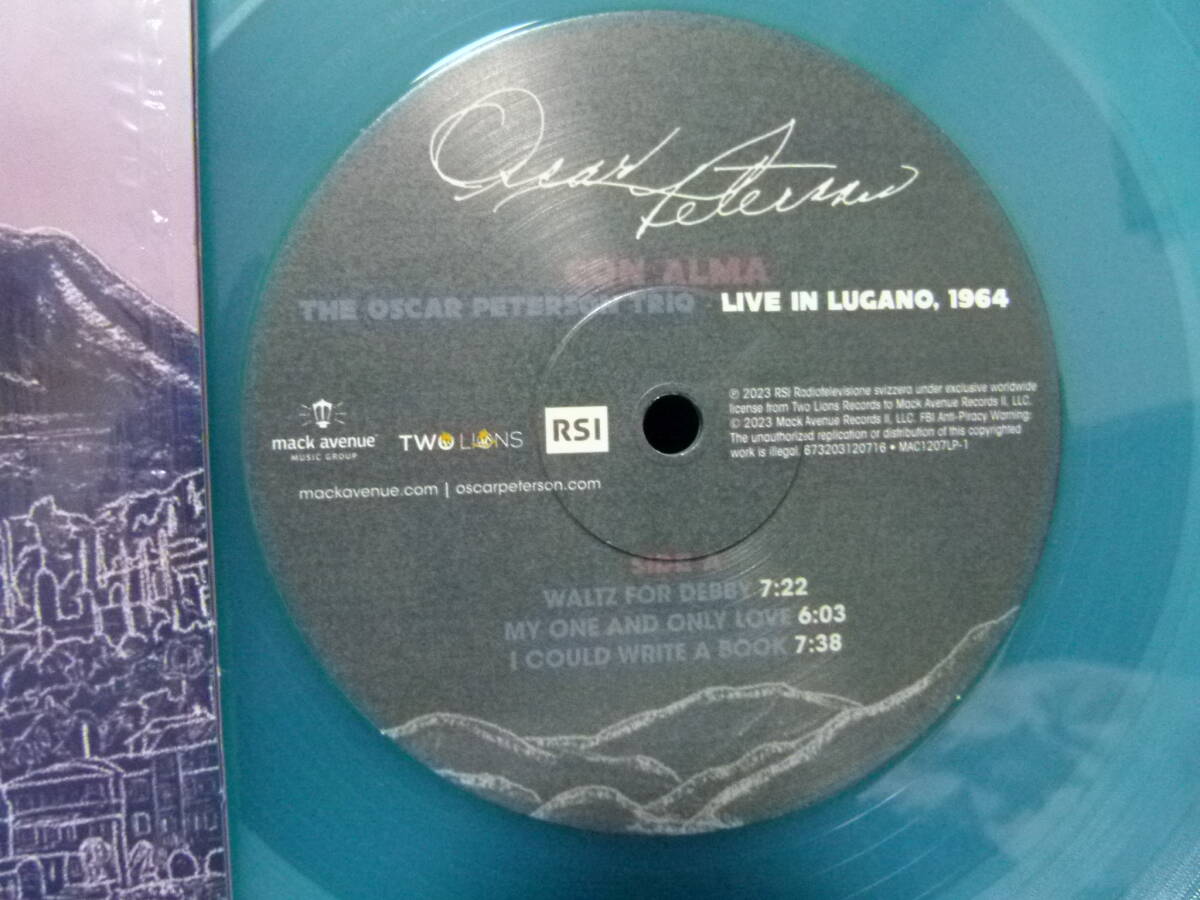 Oscar Peterson
CON ALMA
THE OSCAR PETERSON TRIO LIVE IN LUGANO, 1964
mack avenue
MUSIC GROUP
TWO LIONS
RSI
℗ 2023 RSI Radiotelevisione svizzera under exclusive worldwide
license from Two Lions Records to Mack Avenue Records II, LLC.
© 2023 Mack Avenue Records II, LLC. FBI Anti-Piracy Warning:
The unauthorized replication or distribution of this copyrighted
work is illegal. 673203120716 • MAC1207LP-1
mackavenue.com | oscarpeterson.com
SIDE A
WALTZ FOR DEBBY 7:22
MY ONE AND ONLY LOVE 6:03
I COULD WRITE A BOOK 7:38